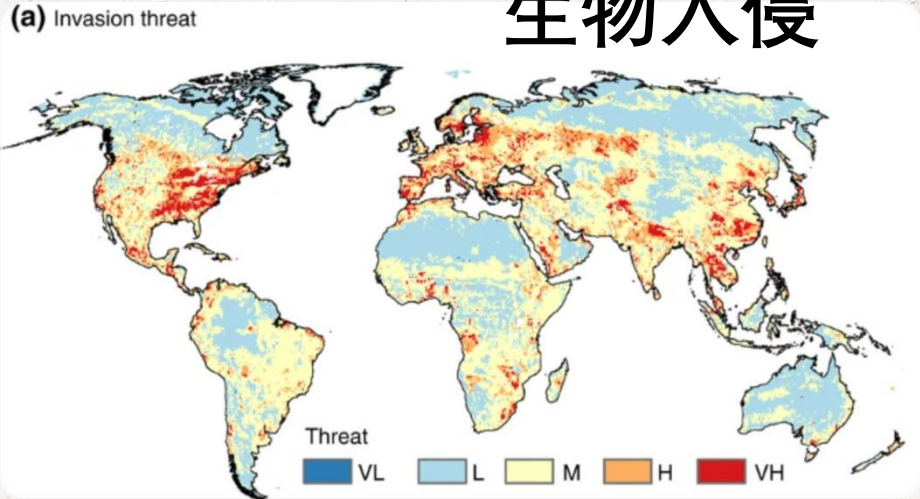 生物入侵
(a) Invasion threat
Threat
VL L M H VH